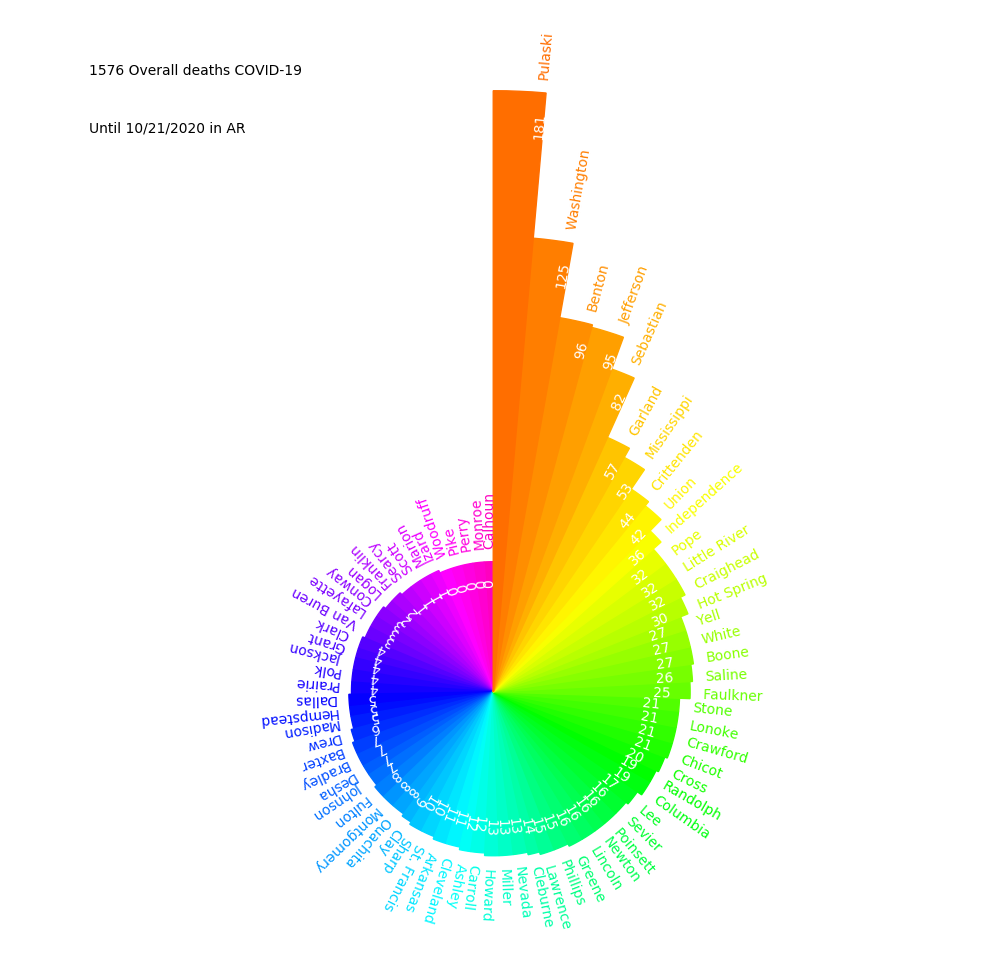 1576 Overall deaths COVID-19
Until 10/21/2020 in AR
Pulaski
181
Washington
125
Benton
96
Jefferson
95
Sebastian
82
Garland
57
Mississippi
53
Crittenden
44
Union
42
Independence
36
Pope
32
Little River
32
Craighead
32
Hot Spring
30
Yell
27
White
27
Boone
27
Saline
26
Faulkner
25
Stone
21
Lonoke
21
Crawford
21
Chicot
21
Cross
Randolph
Columbia
Lee
Sevier
Poinsett
Newton
Lincoln
Greene
Phillips
Lawrence
Cleburne
Nevada
Miller
Howard
Carroll
Ashley
Cleveland
Arkansas
St. Francis
Sharp
Clay
Ouachita
Montgomery
Fulton
Johnson
Desha
Bradley
Baxter
Drew
Madison
Hempstead
Dallas
Prairie
Polk
Jackson
Grant
Clark
Van Buren
Lafayette
Conway
Logan
Franklin
Searcy
Scott
Marion
Izard
Woodruff
Pike
Perry
Monroe
Calhoun